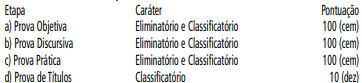 Etapa Caráter Pontuação
a) Prova Objetiva Eliminatório e Classificatório 100 (cem)
b) Prova Discursiva Eliminatório e Classificatório 100 (cem)
c) Prova Prática Eliminatório e Classificatório 100 (cem)
d) Prova de Títulos Classificatório 10 (dez)